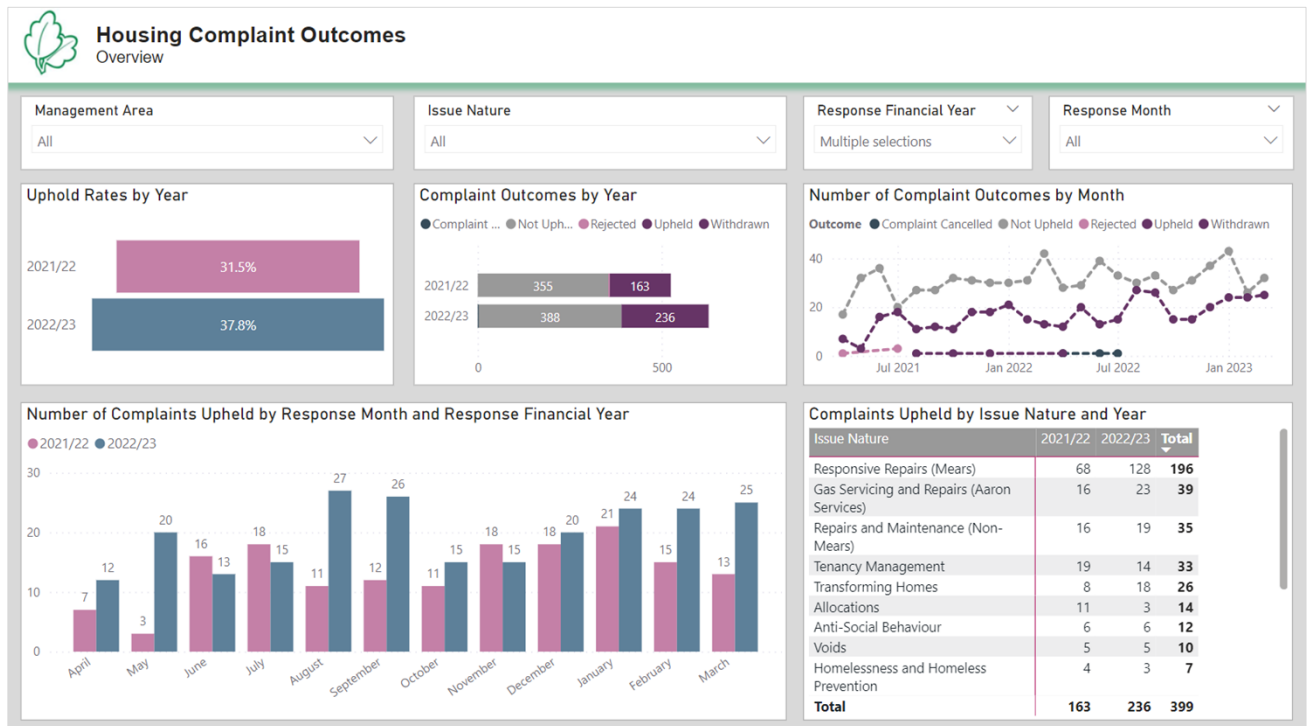 Housing Complaint Outcomes
Overview
Management Area
All
Issue Nature
All
Response Financial Year
Multiple selections
Response Month
All
Uphold Rates by Year
2021/22
31.5%
2022/23
37.8%
Complaint Outcomes by Year
Complaint ... Not Uph... Rejected Upheld Withdrawn
2021/22 355 163
2022/23 388 236
0 500
Number of Complaint Outcomes by Month
Outcome Complaint Cancelled Not Upheld Rejected Upheld Withdrawn
40
20
0
Jul 2021 Jan 2022 Jul 2022 Jan 2023
Number of Complaints Upheld by Response Month and Response Financial Year
2021/22 2022/23
30
20
10
0
7 12 3 20 16 13 18 15 11 27 12 26 11 15 18 15 18 20 21 24 15 24 13 25
April May June July August September October November December January February March
Complaints Upheld by Issue Nature and Year
Issue Nature 2021/22 2022/23 Total
Responsive Repairs (Mears) 68 128 196
Gas Servicing and Repairs (Aaron 16 23 39
Services)
Repairs and Maintenance (Non- 16 19 35
Mears)
Tenancy Management 19 14 33
Transforming Homes 8 18 26
Allocations 11 3 14
Anti-Social Behaviour 6 6 12
Voids 5 5 10
Homelessness and Homeless 4 3 7
Prevention
Total 163 236 399